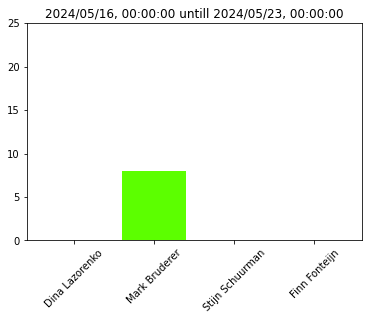 2024/05/16, 00:00:00 untill 2024/05/23, 00:00:00
25
20
15
10
5
0
Dina Lazorenko
Mark Bruderer
Stijn Schuurman
Finn Fonteijn